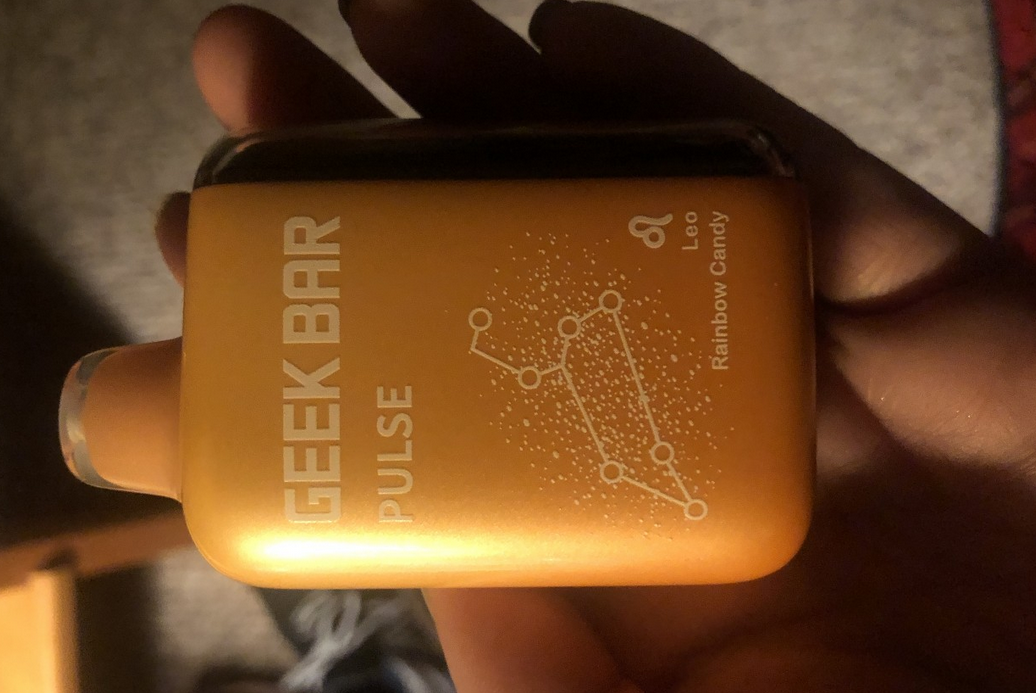 GEEK BAR
PULSE
Leo
Rainbow Candy